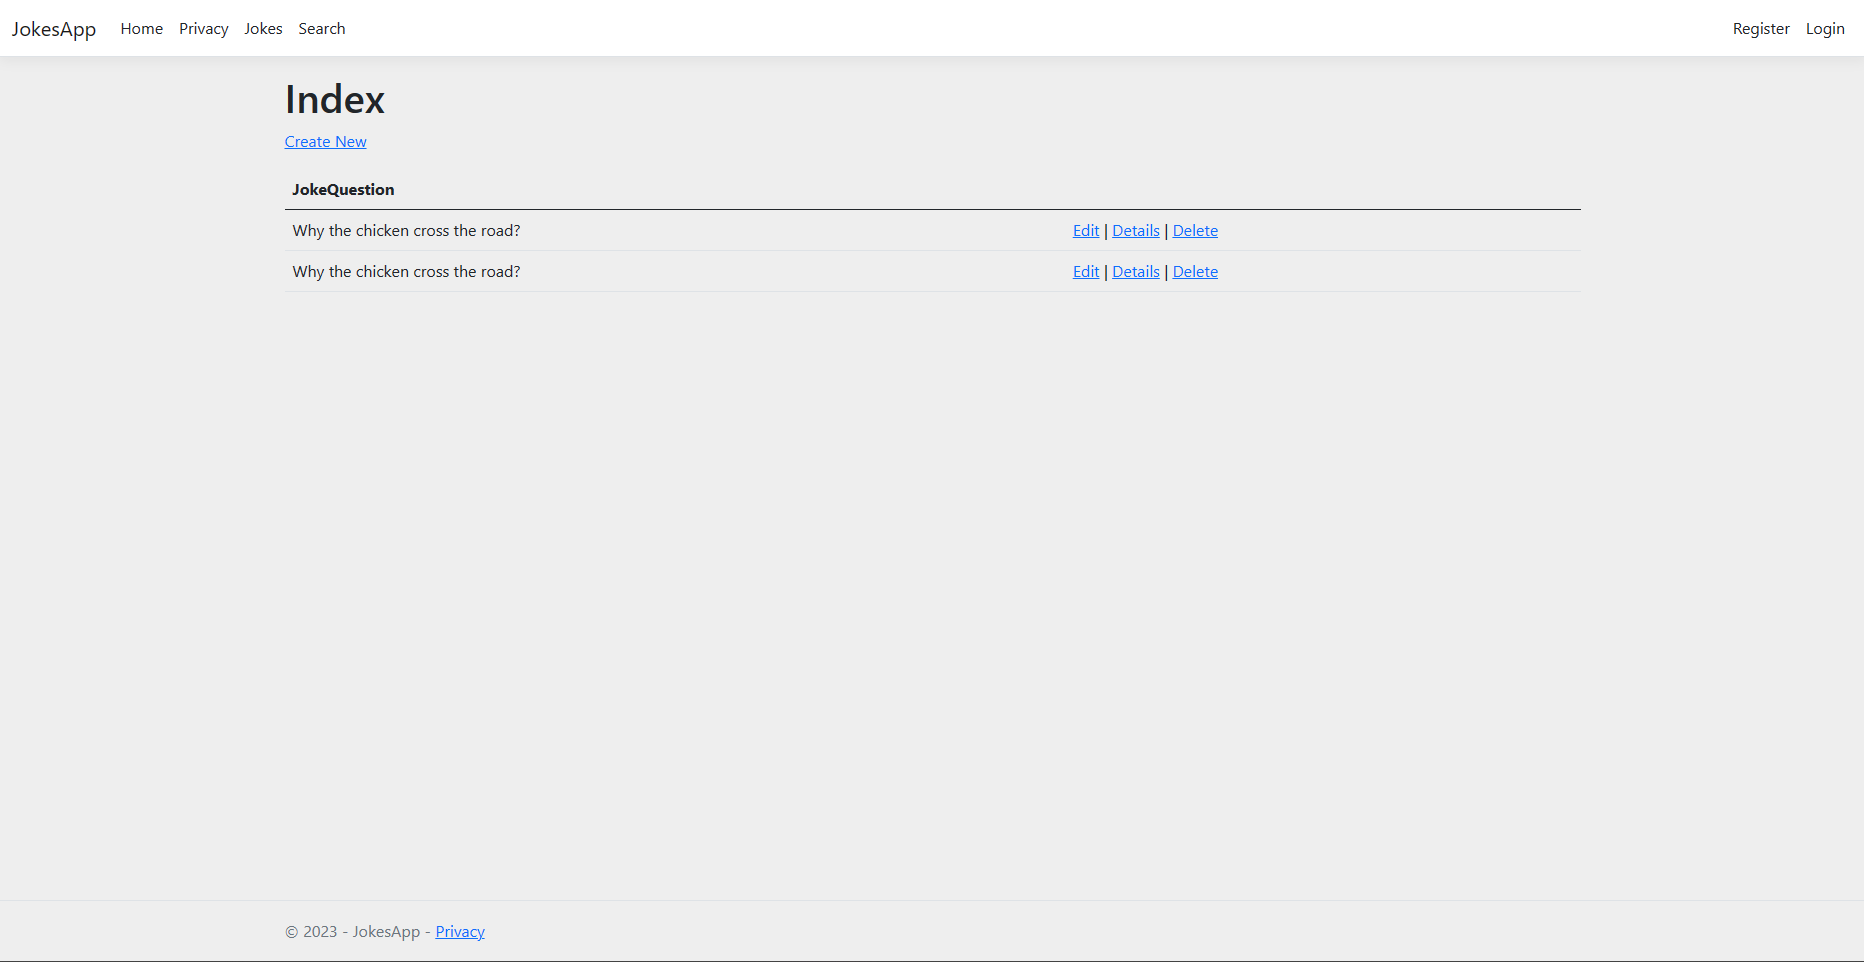 JokesApp Home Privacy Jokes Search Register Login
Index
Create New
JokeQuestion
Why the chicken cross the road? Edit | Details | Delete
Why the chicken cross the road? Edit | Details | Delete
© 2023 - JokesApp - Privacy